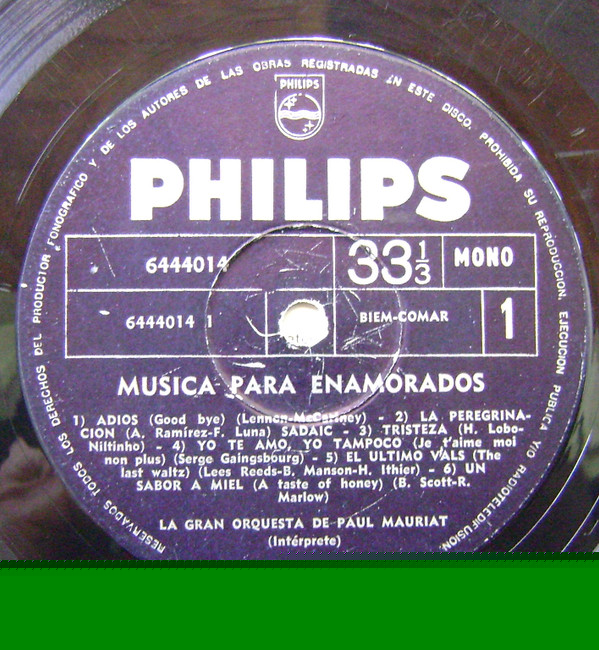 RESERVADOS TODOS LOS DERECHOS DEL PRODUCTOR FONOGRAFICO Y DE LOS AUTORES DE LAS OBRAS REGISTRADAS EN ESTE DISCO. PROHIBIDA SU REPRODUCCION, EJECUCION PUBLICA Y/O RADIOTELEDIFUSION.
PHILIPS
PHILIPS
6444014
33 1/3
MONO
6444014 1
BIEM-COMAR
1
MUSICA PARA ENAMORADOS
1) ADIOS (Good bye) (Lennon-McCartney) - 2) LA PEREGRINA-
CION (A. Ramírez-F. Luna) SADAIC - 3) TRISTEZA (H. Lobo-
Niltinho) - 4) YO TE AMO, YO TAMPOCO (Je t'aime moi
non plus) (Serge Gaingsbourg) - 5) EL ULTIMO VALS (The
last waltz) (Lees Reeds-B. Manson-H. Ithier) - 6) UN
SABOR A MIEL (A taste of honey) (B. Scott-R.
Marlow)
LA GRAN ORQUESTA DE PAUL MAURIAT
(Intérprete)